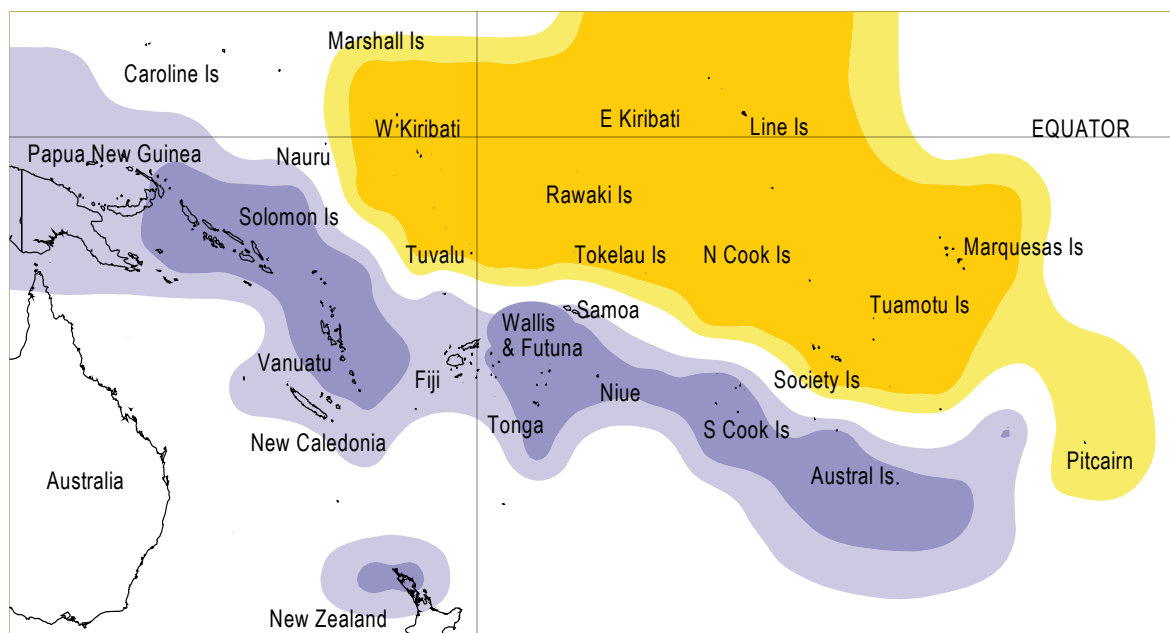 Marshall Is
Caroline Is
W Kiribati
E Kiribati
Line Is
EQUATOR
Papua New Guinea
Nauru
Solomon Is
Rawaki Is
Tuvalu
Tokelau Is
N Cook Is
Marquesas Is
Samoa
Tuamotu Is
Wallis
& Futuna
Vanuatu
Fiji
Society Is
Niue
New Caledonia
Tonga
S Cook Is
Australia
Austral Is.
Pitcairn
New Zealand